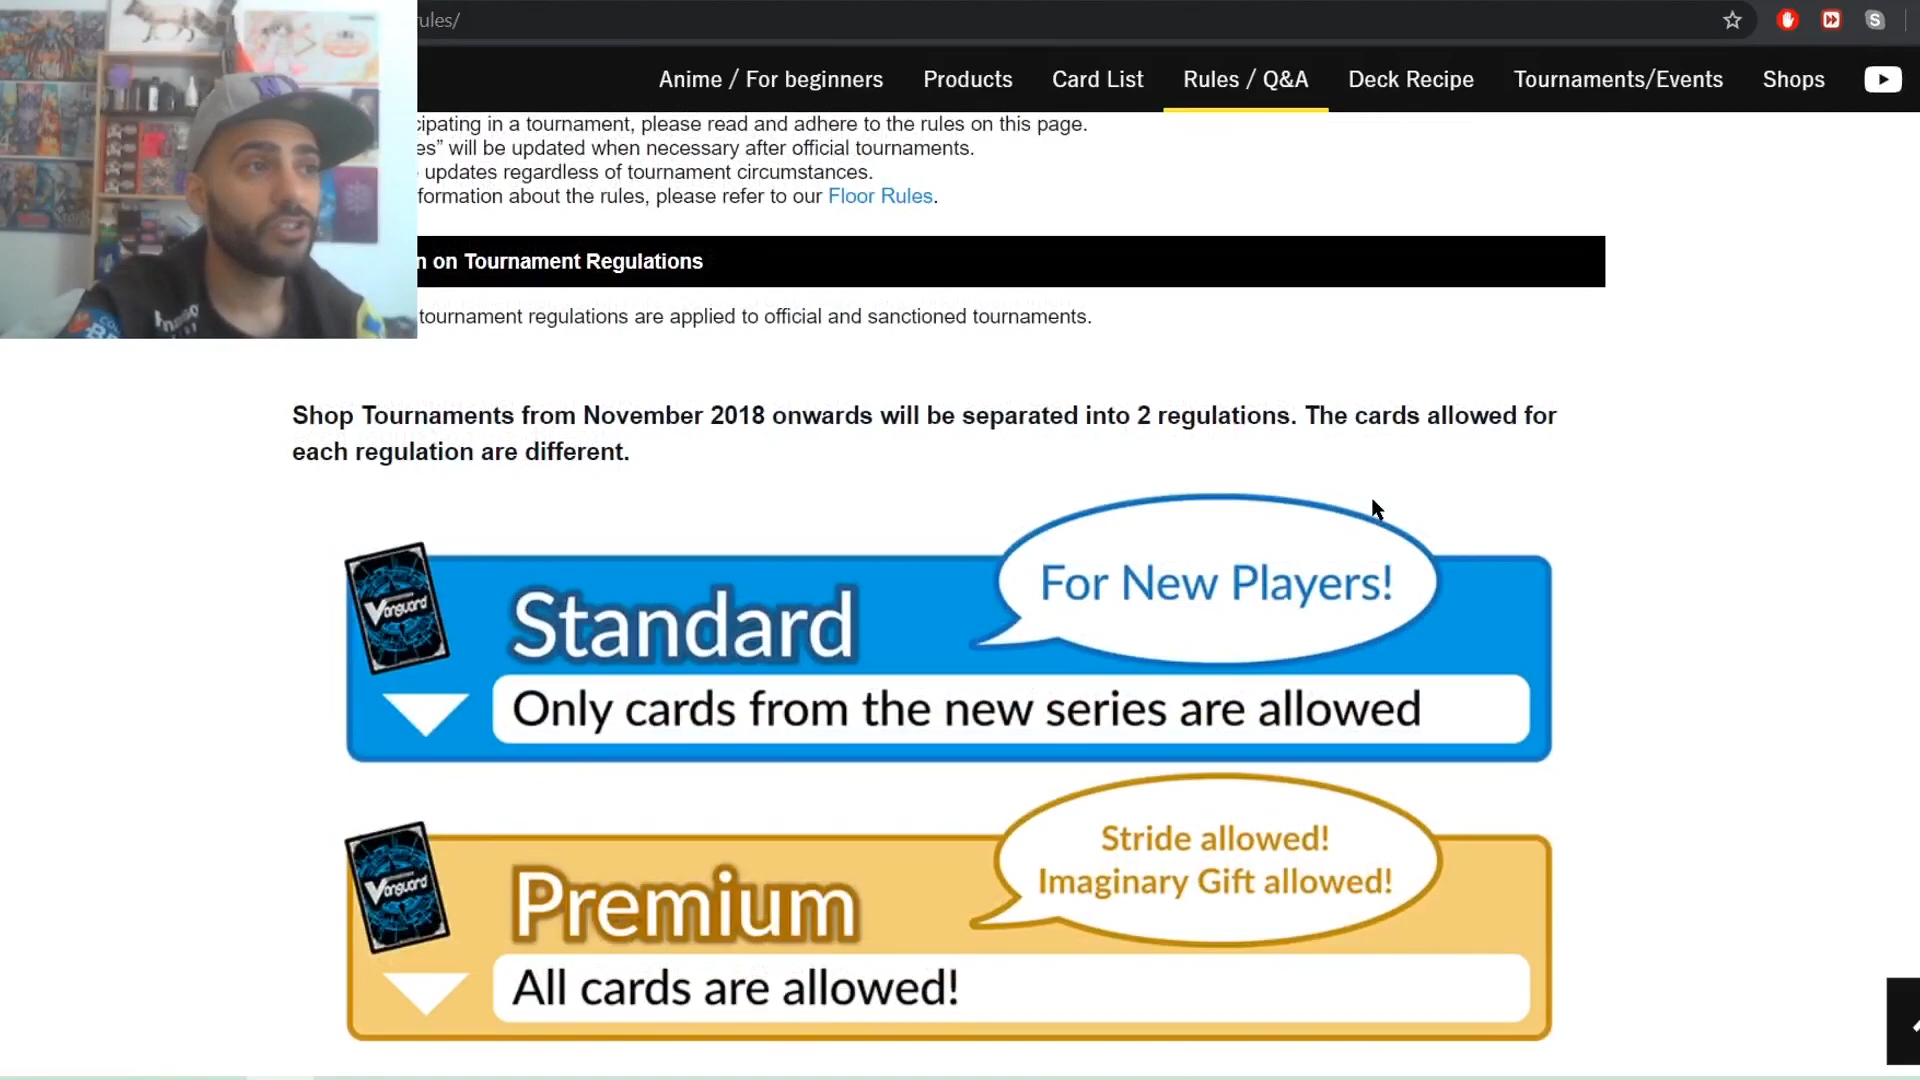 rules/
S
Anime / For beginners Products Card List Rules / Q&A Deck Recipe Tournaments/Events Shops
cipating in a tournament, please read and adhere to the rules on this page.
es” will be updated when necessary after official tournaments.
updates regardless of tournament circumstances.
formation about the rules, please refer to our Floor Rules.
n on Tournament Regulations
tournament regulations are applied to official and sanctioned tournaments.
Shop Tournaments from November 2018 onwards will be separated into 2 regulations. The cards allowed for
each regulation are different.
For New Players!
Vanguard
Standard
Only cards from the new series are allowed
Stride allowed!
Imaginary Gift allowed!
Vanguard
Premium
All cards are allowed!